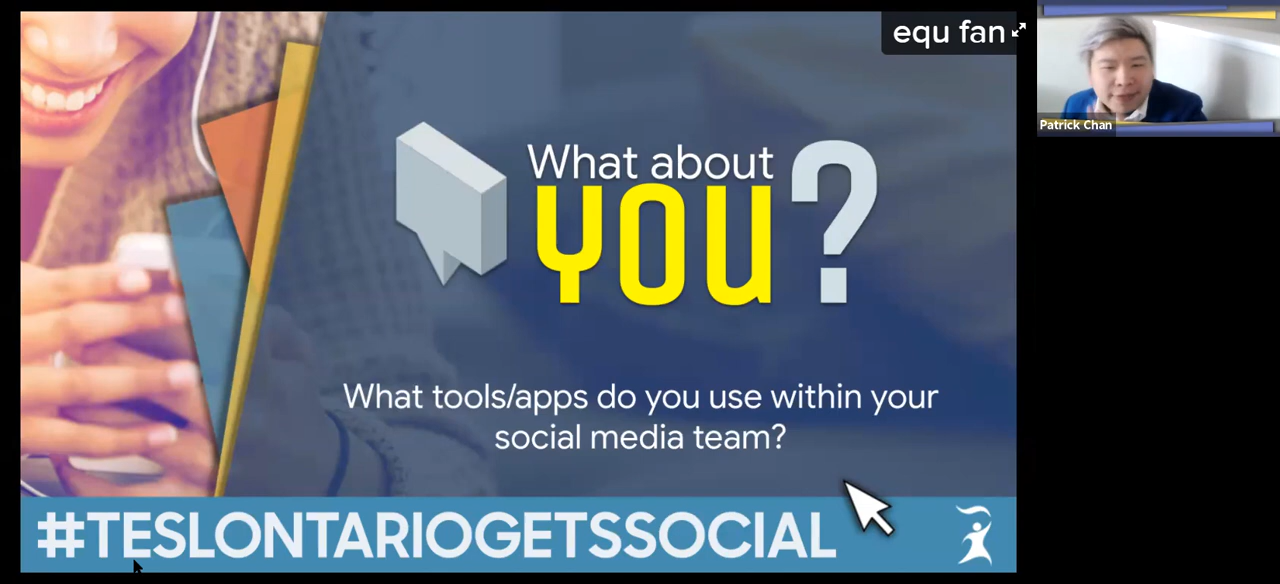 equ fan
What about
YOU?
What tools/apps do you use within your
social media team?
#TESLONTARIOGETSSOCIAL
Patrick Chan